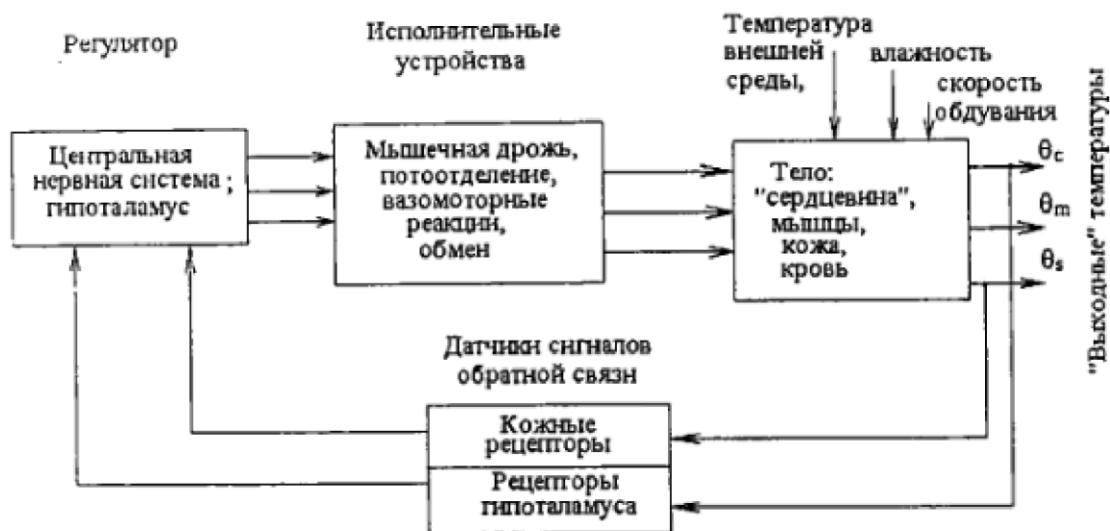 Регулятор
Исполнительные
устройства
Температура
внешней
среды,
влажность
скорость
обдувания
Центральная
нервная система ;
гипоталамус
Мышечная дрожь,
потоотделение,
вазомоторные
реакции,
обмен
Тело:
"сердцевина",
мышцы,
кожа,
кровь
θc
θm
θs
"Выходные" температуры
Датчики сигналов
обратной связи
Кожные
рецепторы
Рецепторы
гипоталамуса